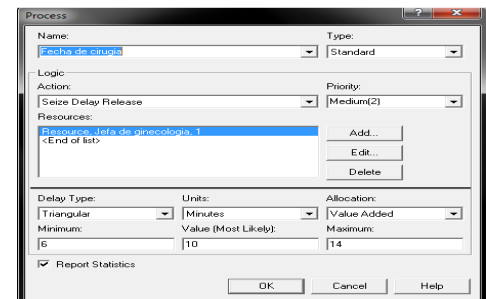 Process
Name: Type:
Fecha de cirugia Standard
Logic
Action: Priority:
Seize Delay Release Medium(2)
Resources:
Resource, Jefa de ginecologia, 1 Add...
<End of list> Edit...
Delete
Delay Type: Units: Allocation:
Triangular Minutes Value Added
Minimum: Value (Most Likely): Maximum:
6 10 14
Report Statistics
OK Cancel Help